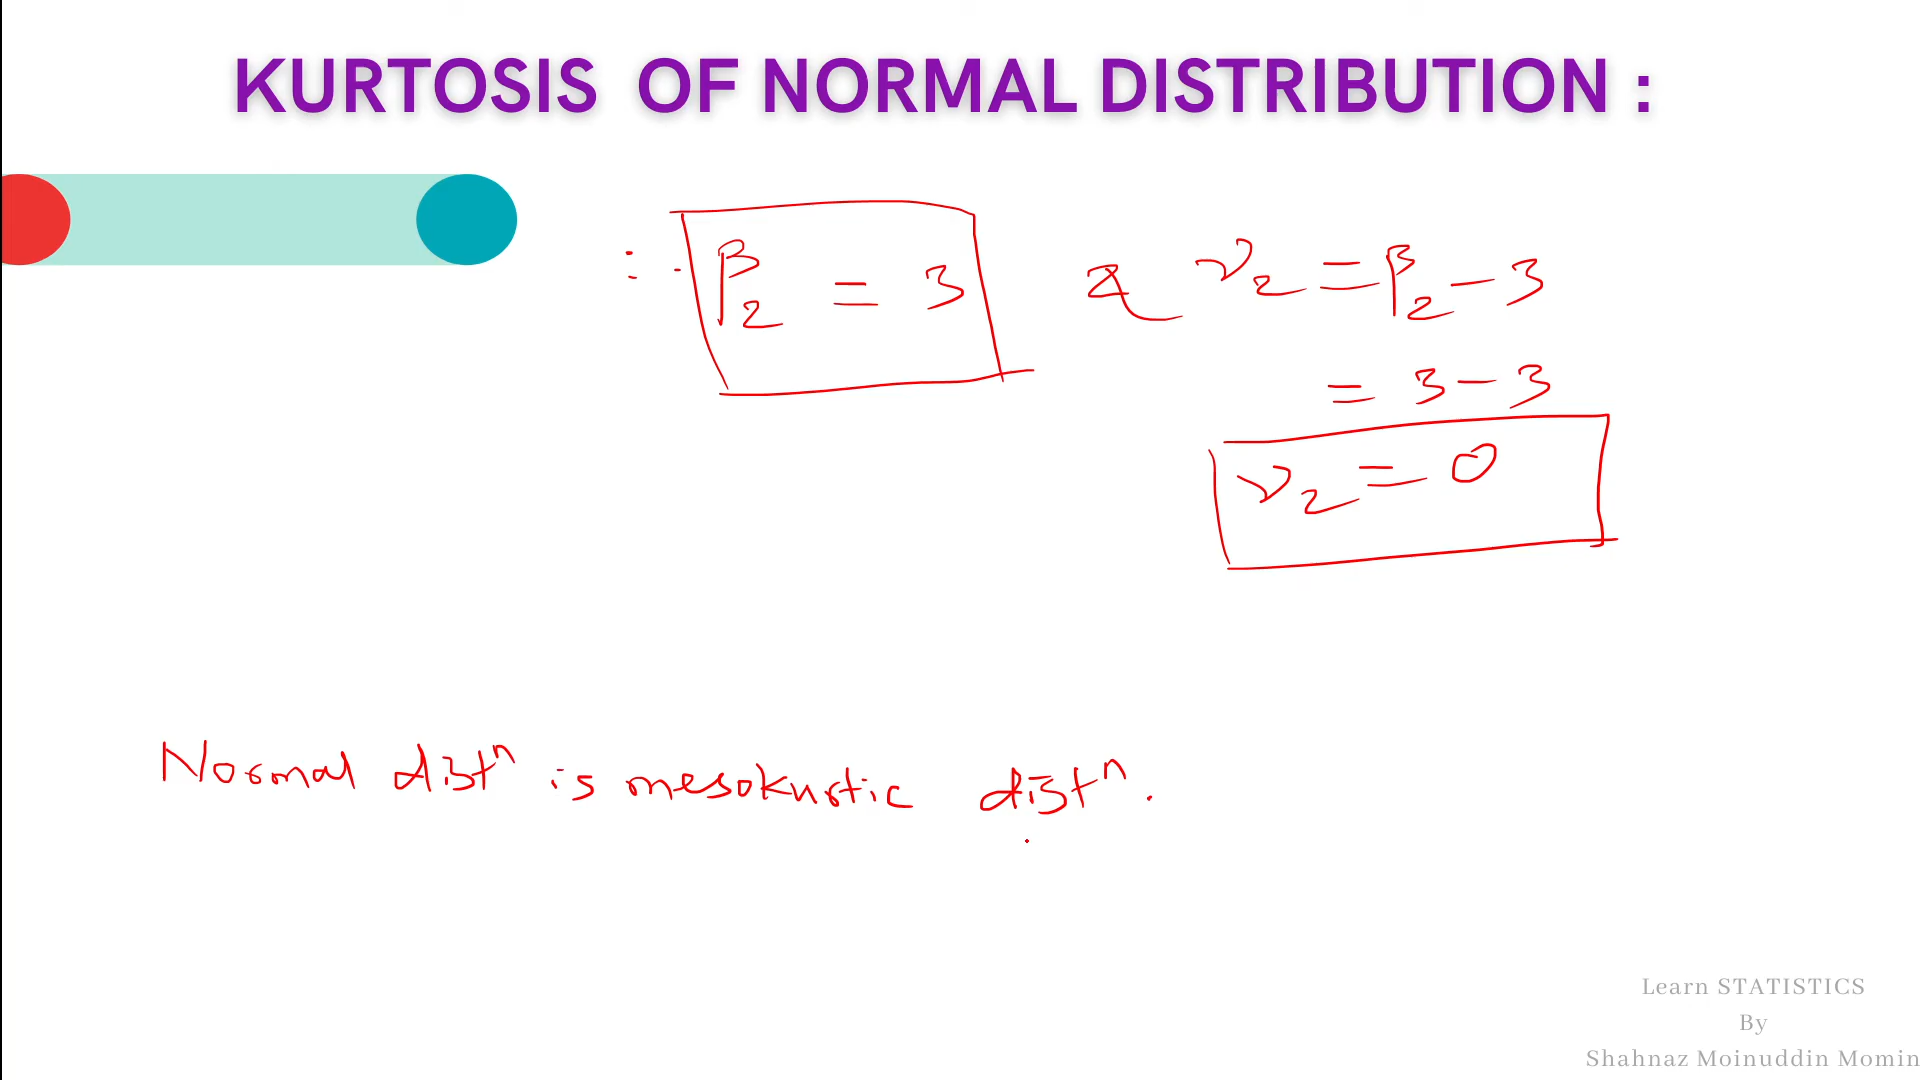 KURTOSIS OF NORMAL DISTRIBUTION :
∴ β₂ = 3 & γ₂ = β₂ − 3
= 3 − 3
γ₂ = 0
Normal distⁿ is mesokurtic distⁿ.
Learn STATISTICS
By
Shahnaz Moinuddin Momin